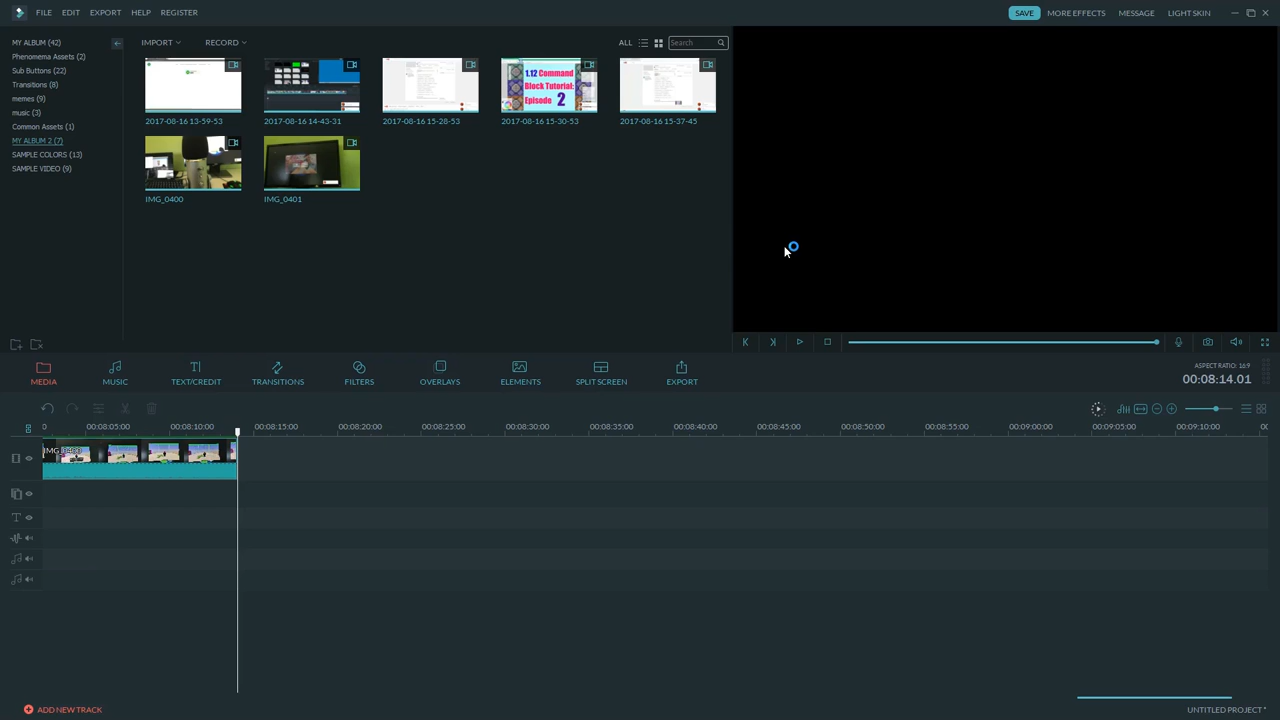 FILE EDIT EXPORT HELP REGISTER SAVE MORE EFFECTS MESSAGE LIGHT SKIN
MY ALBUM (42)
Phenomema Assets (2)
Sub Buttons (22)
Transitions (8)
memes (9)
music (3)
Common Assets (1)
MY ALBUM 2 (7)
SAMPLE COLORS (13)
SAMPLE VIDEO (9)
IMPORT RECORD ALL Search
1.12 Command
Block Tutorial:
Episode 2
2017-08-16 13-59-53 2017-08-16 14-43-31 2017-08-16 15-28-53 2017-08-16 15-30-53 2017-08-16 15-37-45
IMG_0400 IMG_0401
MEDIA MUSIC TEXT/CREDIT TRANSITIONS FILTERS OVERLAYS ELEMENTS SPLIT SCREEN EXPORT
ASPECT RATIO: 16:9
00:08:14.01
0 00:08:05:00 00:08:10:00 00:08:15:00 00:08:20:00 00:08:25:00 00:08:30:00 00:08:35:00 00:08:40:00 00:08:45:00 00:08:50:00 00:08:55:00 00:09:00:00 00:09:05:00 00:09:10:00
ADD NEW TRACK
UNTITLED PROJECT *